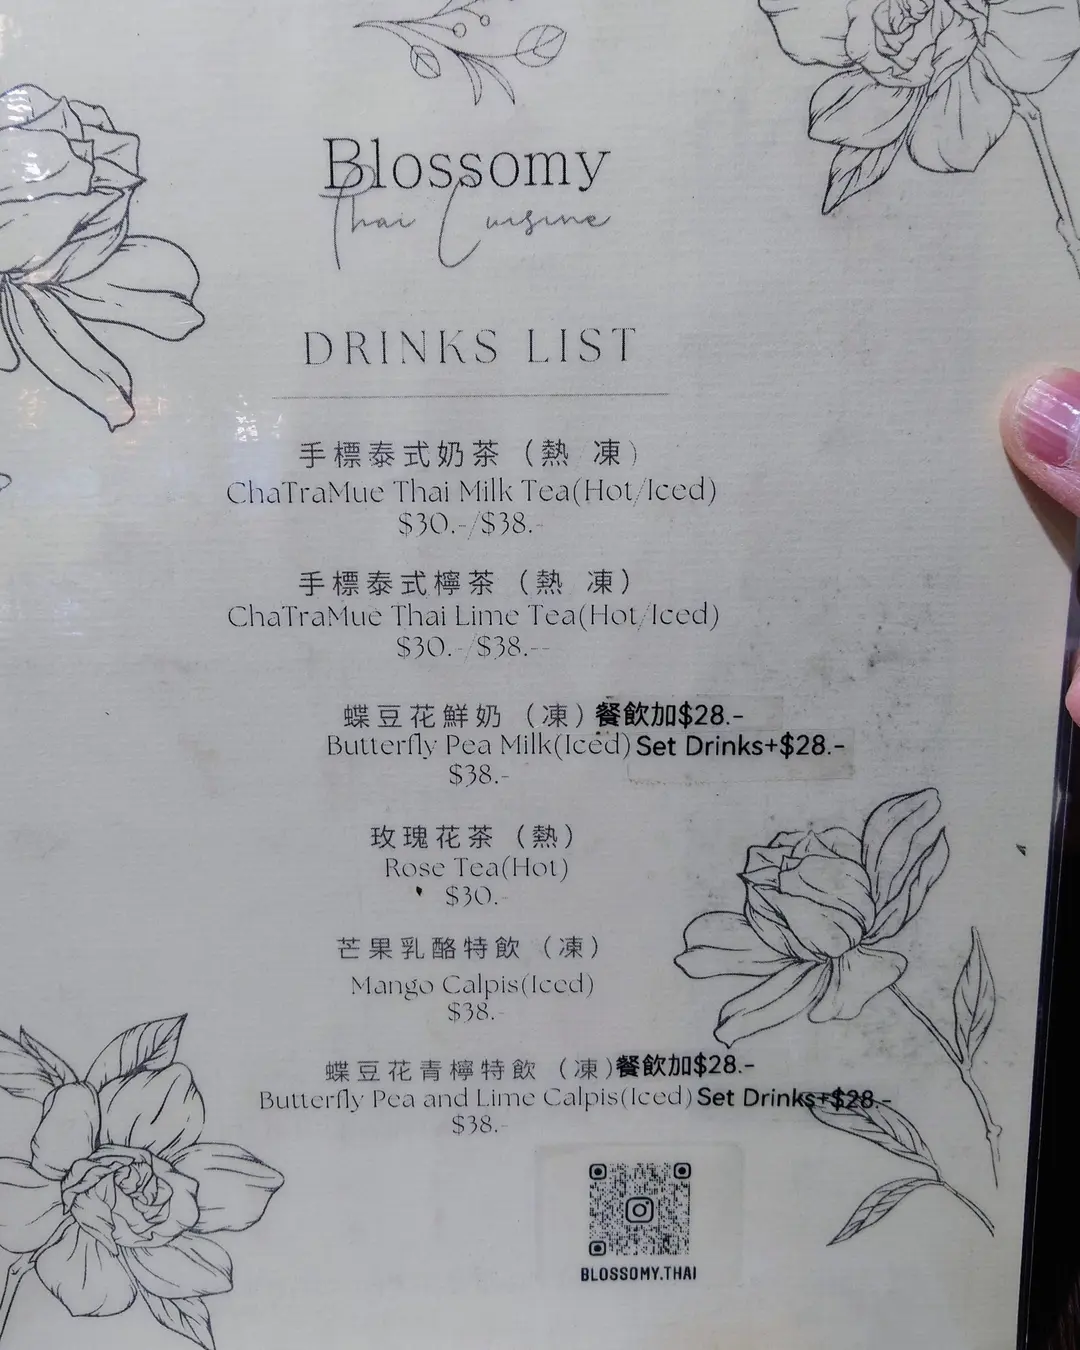 Blossomy
Thai Cuisine
DRINKS LIST
手標泰式奶茶（熱 凍）
ChaTraMue Thai Milk Tea(Hot/Iced)
$30.-/$38.-
手標泰式檸茶（熱 凍）
ChaTraMue Thai Lime Tea(Hot/Iced)
$30.-/$38.--
蝶豆花鮮奶（凍）餐飲加$28.-
Butterfly Pea Milk(Iced) Set Drinks+$28.-
$38.-
玫瑰花茶（熱）
Rose Tea(Hot)
$30.-
芒果乳酪特飲（凍）
Mango Calpis(Iced)
$38.-
蝶豆花青檸特飲（凍）餐飲加$28.-
Butterfly Pea and Lime Calpis(Iced) Set Drinks+$28.-
$38.-
BLOSSOMY.THAI